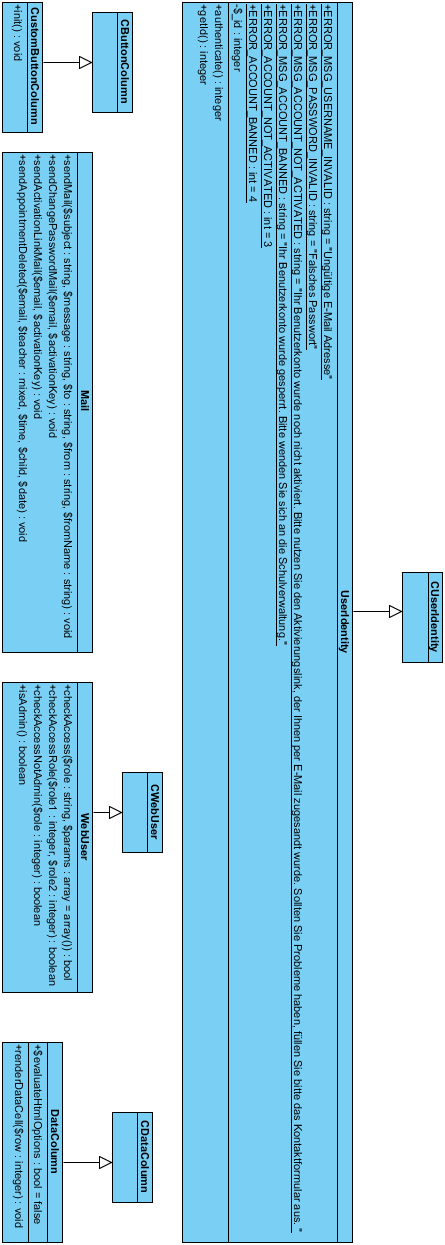 CUserIdentity
UserIdentity
+ERROR_MSG_USERNAME_INVALID : string = "Ungültige E-Mail Adresse"
+ERROR_MSG_PASSWORD_INVALID : string = "Falsches Passwort"
+ERROR_MSG_ACCOUNT_NOT_ACTIVATED : string = "Ihr Benutzerkonto wurde noch nicht aktiviert. Bitte nutzen Sie den Aktivierungslink, der Ihnen per E-Mail zugesandt wurde. Sollten Sie Probleme haben, füllen Sie bitte das Kontaktformular aus. "
+ERROR_MSG_ACCOUNT_BANNED : string = "Ihr Benutzerkonto wurde gesperrt. Bitte wenden Sie sich an die Schulverwaltung."
+ERROR_ACCOUNT_NOT_ACTIVATED : int = 3
+ERROR_ACCOUNT_BANNED : int = 4
-$_id : integer
+authenticate() : integer
+getId() : integer
CButtonColumn
CustomButtonColumn
+init() : void
Mail
+sendMail($subject : string, $message : string, $to : string, $from : string, $fromName : string) : void
+sendChangePasswordMail($email, $activationKey) : void
+sendActivationLinkMail($email, $activationKey) : void
+sendAppointmentDeleted($email, $teacher : mixed, $time, $child, $date) : void
CWebUser
WebUser
+checkAccess($role : string, $params : array = array()) : bool
+checkAccessRole($role1 : integer, $role2 : integer) : boolean
+checkAccessNotAdmin($role : integer) : boolean
+isAdmin() : boolean
CDataColumn
DataColumn
+$evaluateHtmlOptions : bool = false
+renderDataCell($row : integer) : void